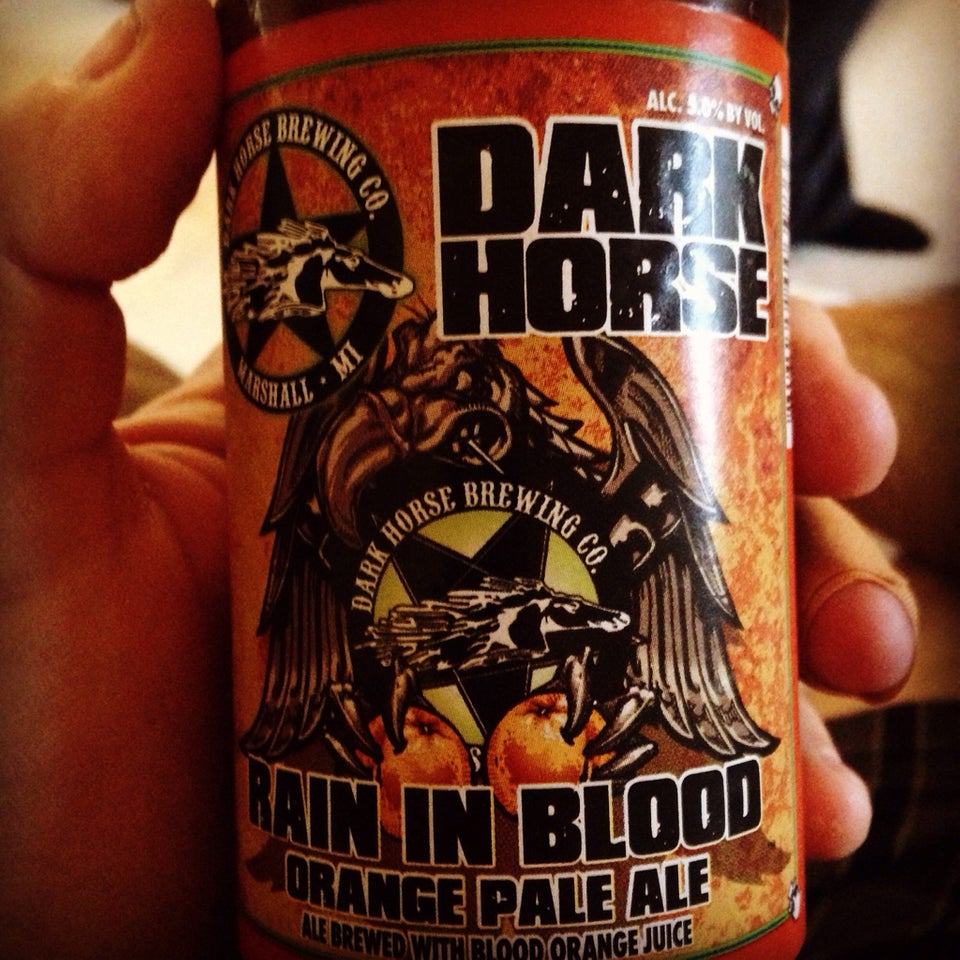 ALC. 5.0% BY VOL.
DARK HORSE BREWING CO.
MARSHALL · MI
DARK
HORSE
DARK HORSE BREWING CO.
RAIN IN BLOOD
ORANGE PALE ALE
ALE BREWED WITH BLOOD ORANGE JUICE